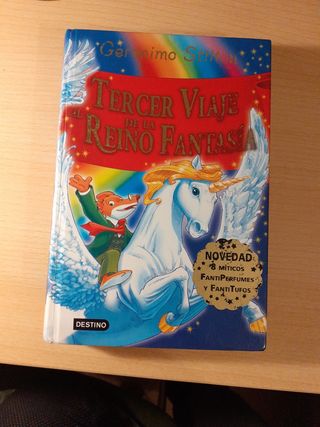 Geronimo Stilton
TERCER VIAJE
AL
DE LA
REINO FANTASÍA
NOVEDAD:
8 MÍTICOS
FANTIPERFUMES
Y FANTITUFOS
DESTINO